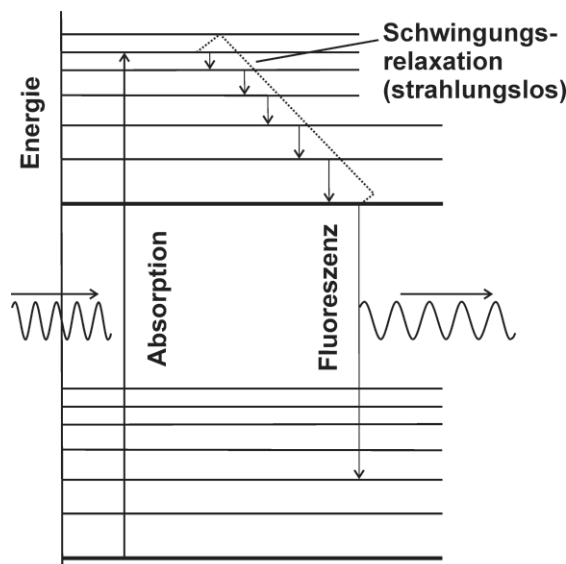 Schwingungs-
relaxation
(strahlungslos)
Energie
Absorption
Fluoreszenz